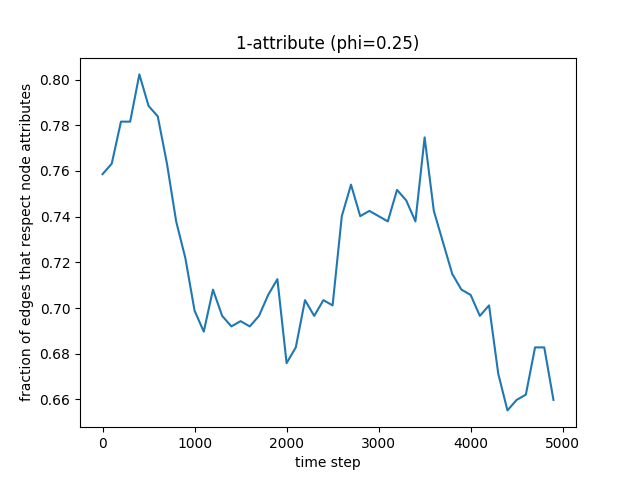 1-attribute (phi=0.25)
fraction of edges that respect node attributes
0.80
0.78
0.76
0.74
0.72
0.70
0.68
0.66
0 1000 2000 3000 4000 5000
time step